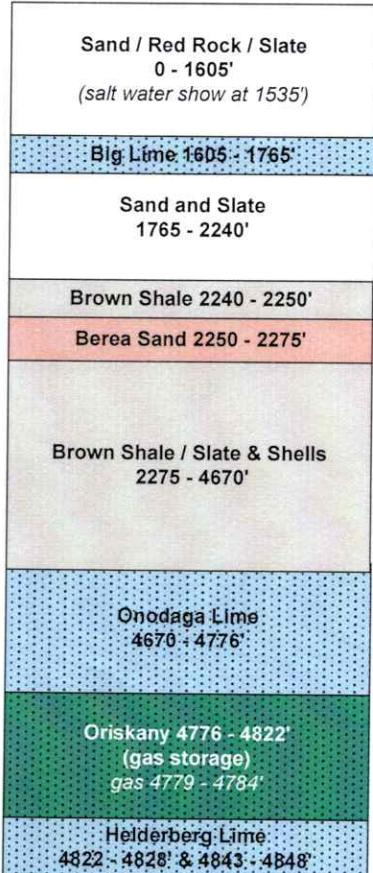 Sand / Red Rock / Slate
0 - 1605'
(salt water show at 1535')
Big Lime 1605 - 1765'
Sand and Slate
1765 - 2240'
Brown Shale 2240 - 2250'
Berea Sand 2250 - 2275'
Brown Shale / Slate & Shells
2275 - 4670'
Onodaga Lime
4670 - 4776'
Oriskany 4776 - 4822'
(gas storage)
gas 4779 - 4784'
Helderberg Lime
4822 - 4828' & 4843 - 4848'